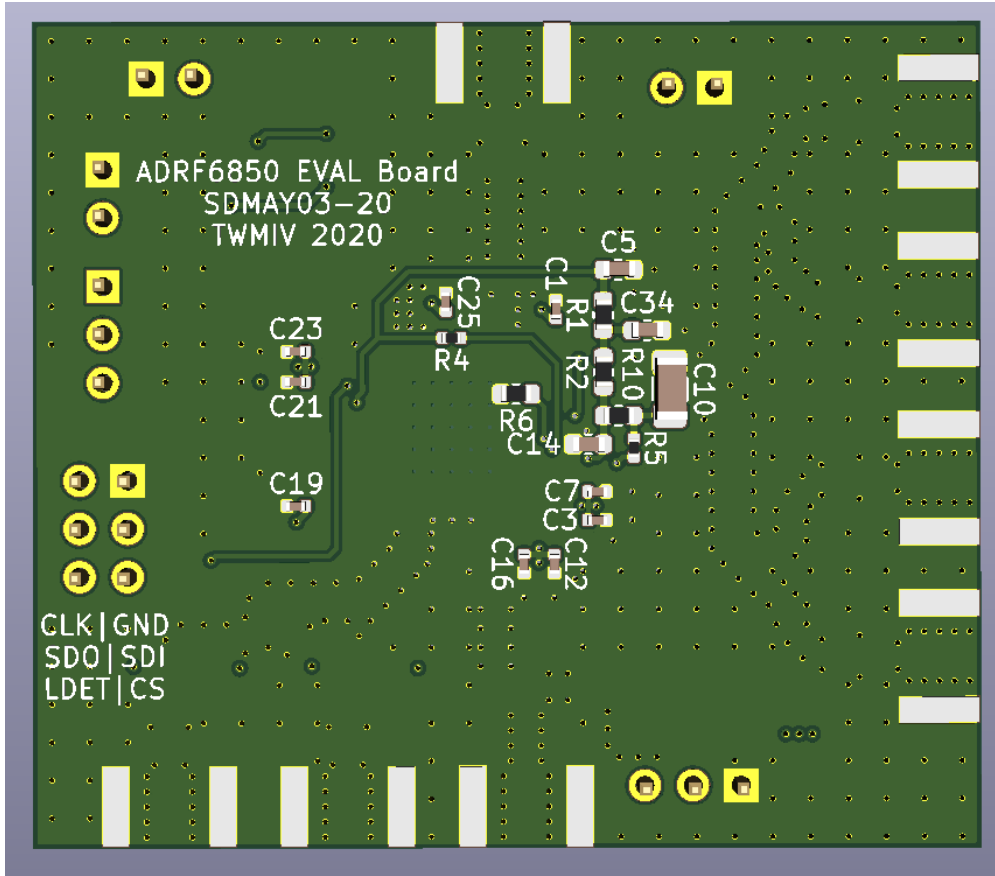 ADRF6850 EVAL Board
SDMAY03-20
TWMIV 2020
C5
C1
R1
C34
C25
C23
R4
R2
R10
C10
C21
R6
C14
R5
C19
C7
C3
C16
C12
CLK|GND
SDO|SDI
LDET|CS